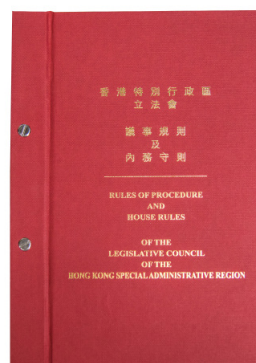 香港特別行政區
立法會
議事規則
及
內務守則
RULES OF PROCEDURE
AND
HOUSE RULES
OF THE
LEGISLATIVE COUNCIL
OF THE
HONG KONG SPECIAL ADMINISTRATIVE REGION